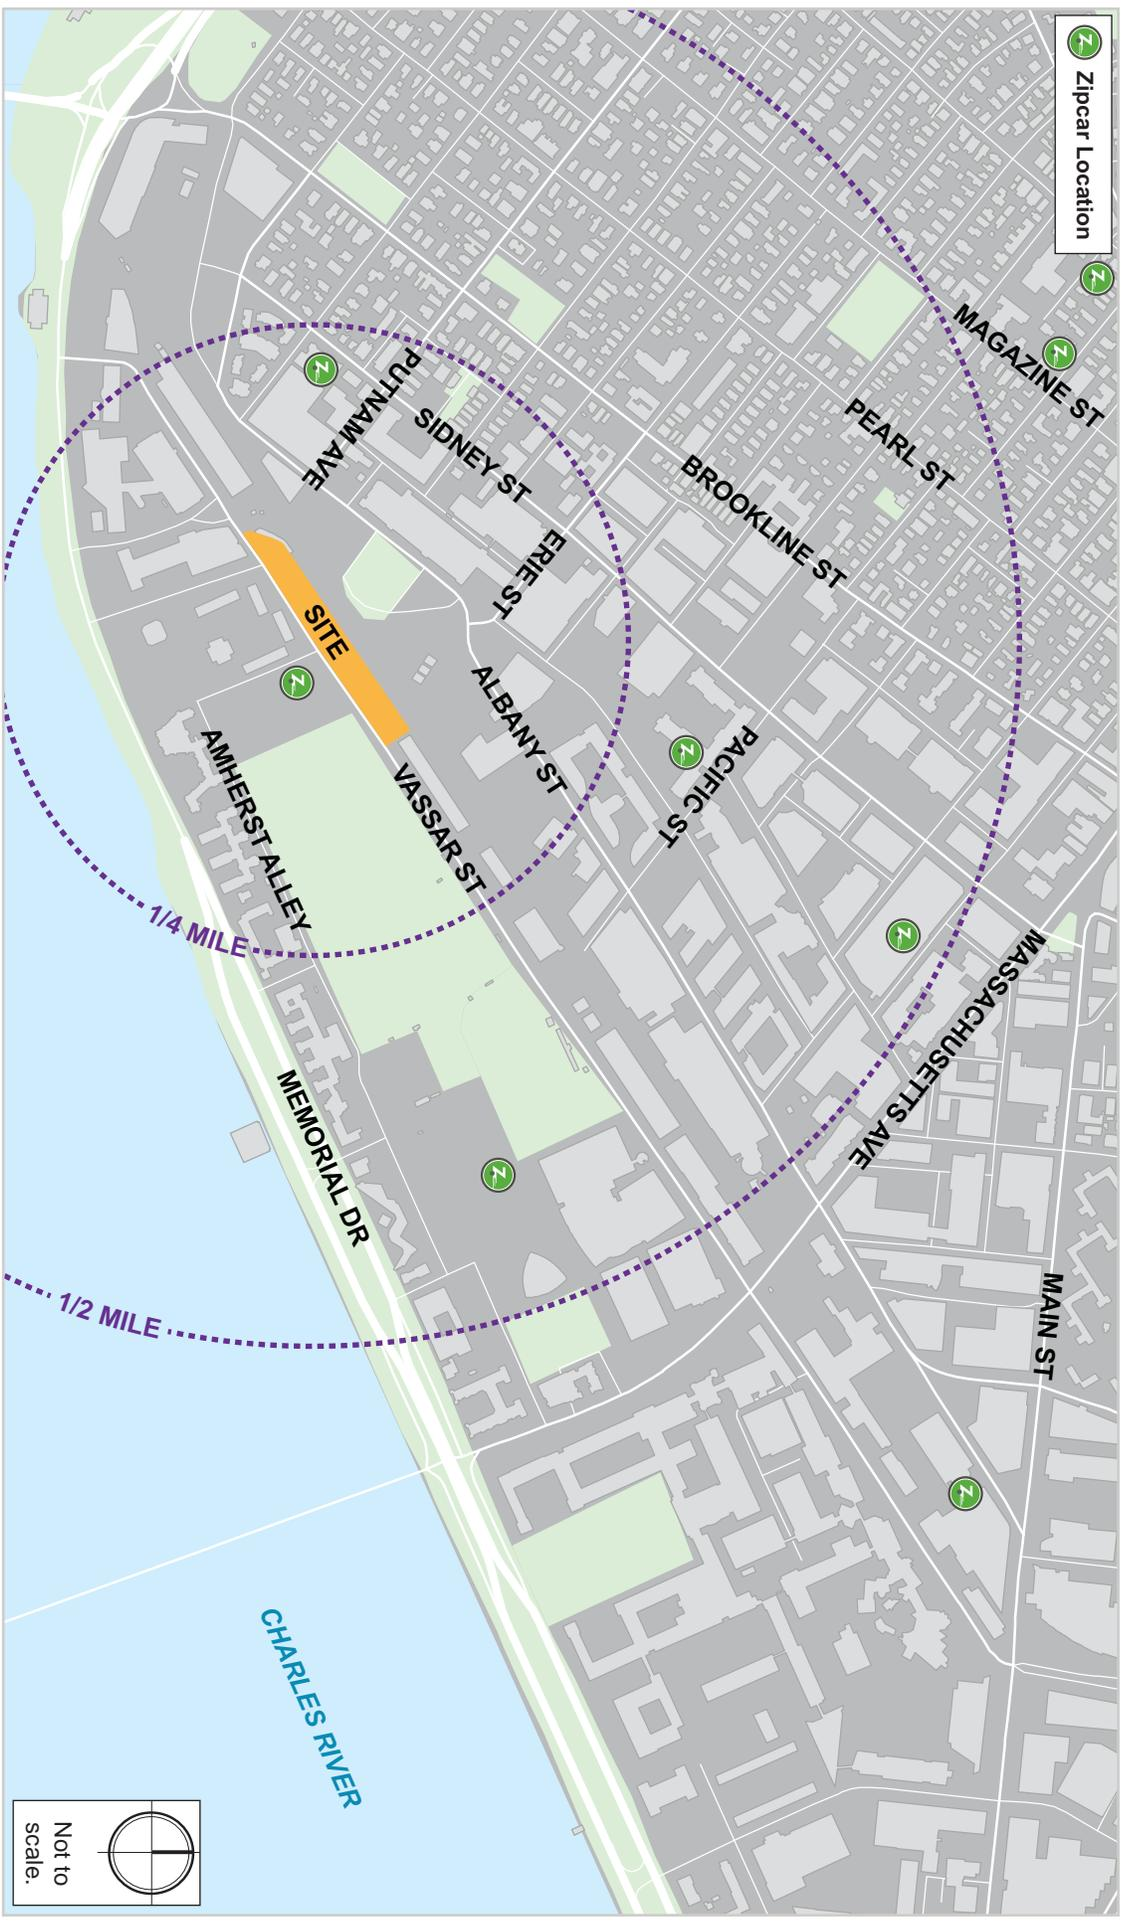 Zipcar Location
MAGAZINE ST
PEARL ST
BROOKLINE ST
PUTNAM AVE
SIDNEY ST
ERIE ST
SITE
ALBANY ST
PACIFIC ST
VASSAR ST
AMHERST ALLEY
1/4 MILE
MASSACHUSETTS AVE
MEMORIAL DR
MAIN ST
1/2 MILE
CHARLES RIVER
Not to
scale.